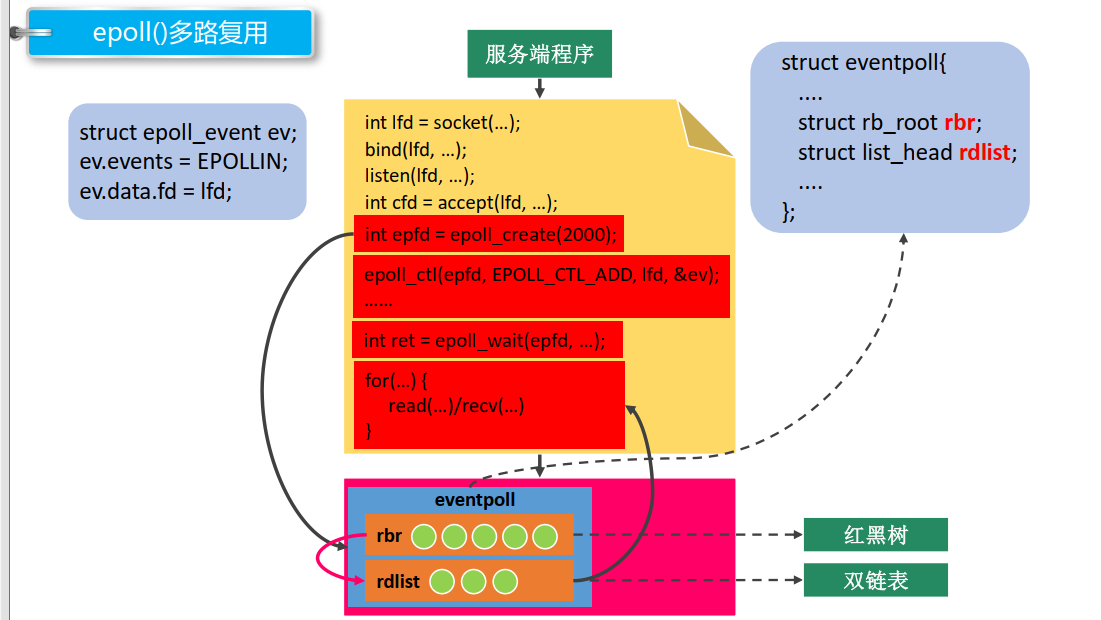 epoll()多路复用
服务端程序
struct epoll_event ev;
ev.events = EPOLLIN;
ev.data.fd = lfd;
int lfd = socket(...);
bind(lfd, ...);
listen(lfd, ...);
int cfd = accept(lfd, ...);
int epfd = epoll_create(2000);
epoll_ctl(epfd, EPOLL_CTL_ADD, lfd, &ev);
......
int ret = epoll_wait(epfd, ...);
for(...) {
read(...)/recv(...)
}
struct eventpoll{
....
struct rb_root rbr;
struct list_head rdlist;
....
};
eventpoll
rbr
rdlist
红黑树
双链表